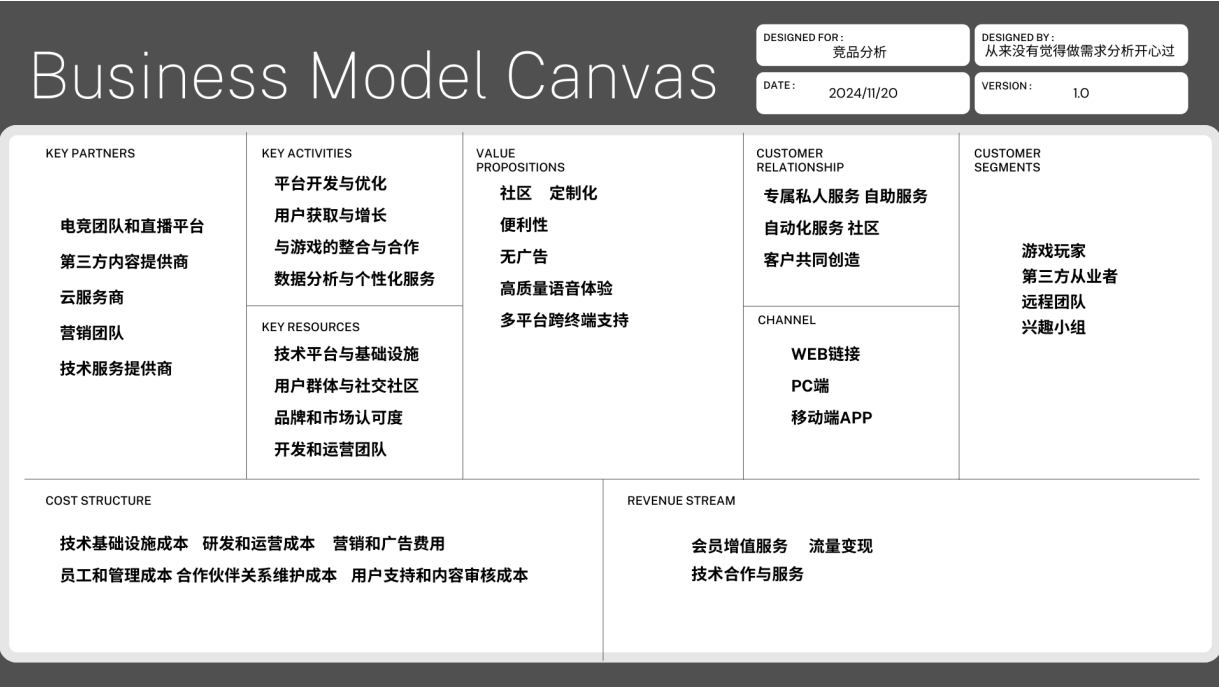 Business Model Canvas
DESIGNED FOR :
竞品分析
DESIGNED BY :
从来没有觉得做需求分析开心过
DATE :
2024/11/20
VERSION :
1.0
KEY PARTNERS
电竞团队和直播平台
第三方内容提供商
云服务商
营销团队
技术服务提供商
KEY ACTIVITIES
平台开发与优化
用户获取与增长
与游戏的整合与合作
数据分析与个性化服务
KEY RESOURCES
技术平台与基础设施
用户群体与社交社区
品牌和市场认可度
开发和运营团队
VALUE
PROPOSITIONS
社区 定制化
便利性
无广告
高质量语音体验
多平台跨终端支持
CUSTOMER
RELATIONSHIP
专属私人服务 自助服务
自动化服务 社区
客户共同创造
CHANNEL
WEB链接
PC端
移动端APP
CUSTOMER
SEGMENTS
游戏玩家
第三方从业者
远程团队
兴趣小组
COST STRUCTURE
技术基础设施成本 研发和运营成本 营销和广告费用
员工和管理成本 合作伙伴关系维护成本 用户支持和内容审核成本
REVENUE STREAM
会员增值服务 流量变现
技术合作与服务